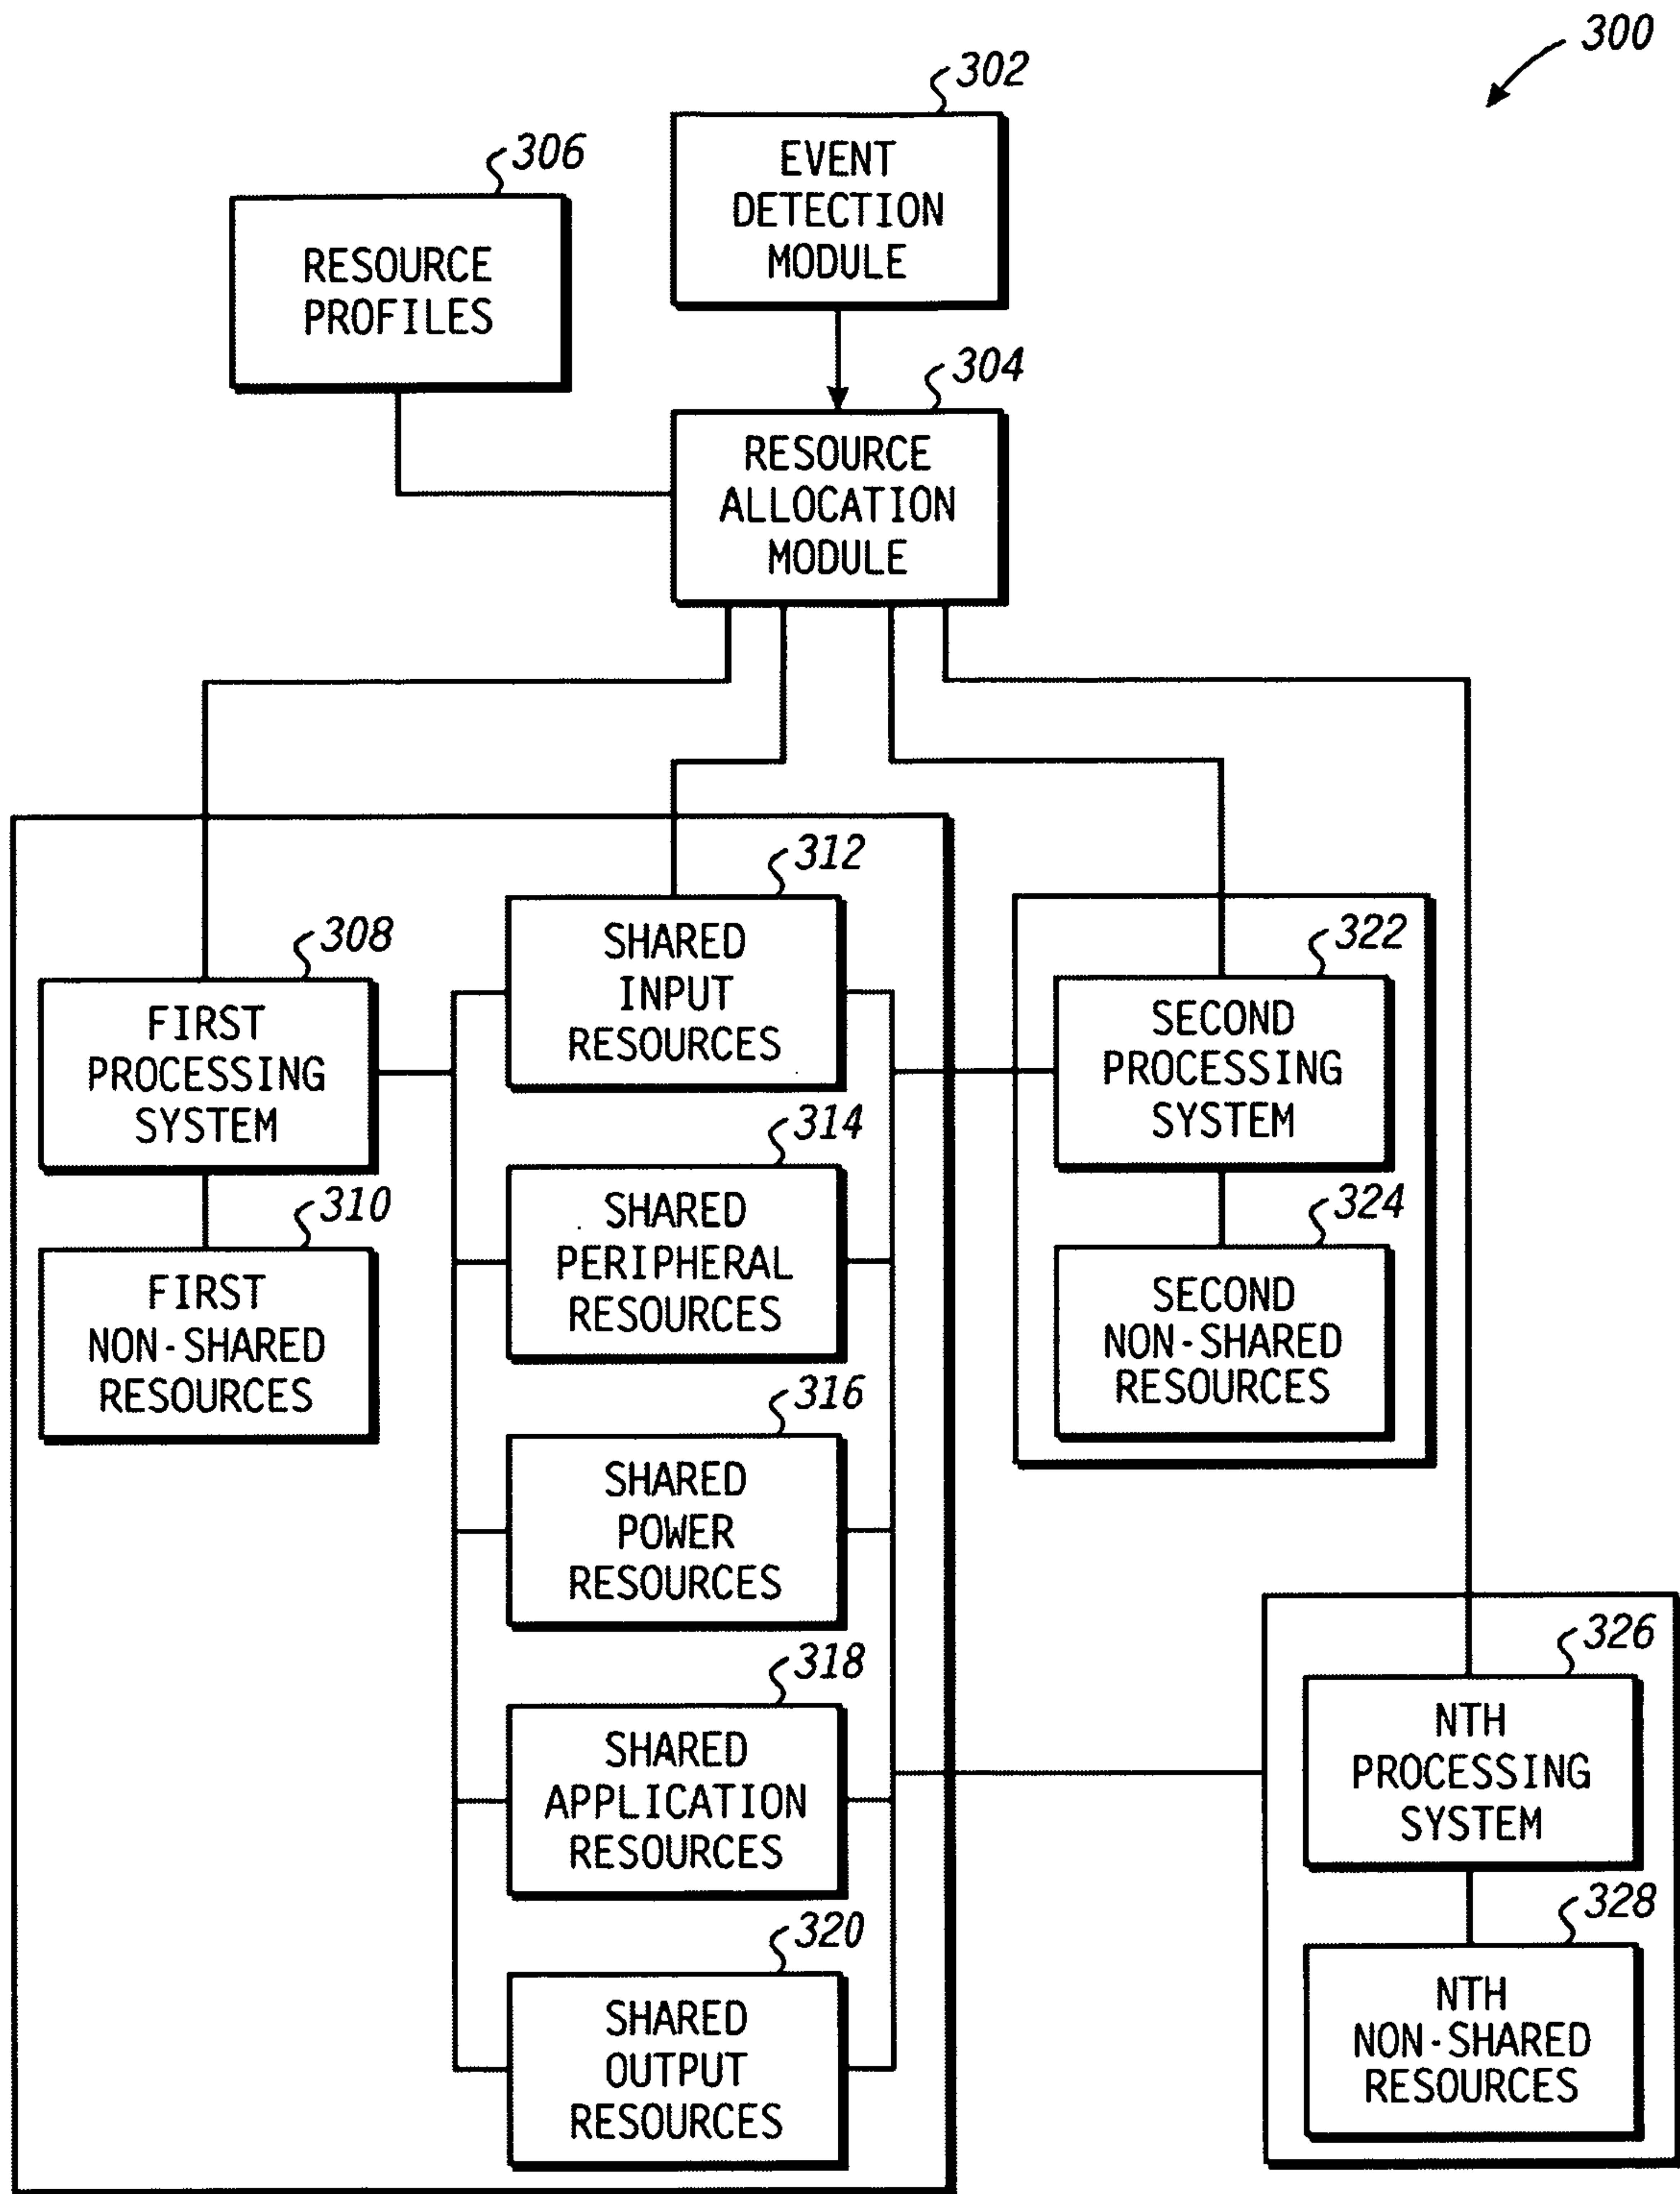 300
302
EVENT
DETECTION
MODULE
306
RESOURCE
PROFILES
304
RESOURCE
ALLOCATION
MODULE
312
SHARED
INPUT
RESOURCES
308
FIRST
PROCESSING
SYSTEM
322
SECOND
PROCESSING
SYSTEM
314
SHARED
PERIPHERAL
RESOURCES
310
FIRST
NON-SHARED
RESOURCES
324
SECOND
NON-SHARED
RESOURCES
316
SHARED
POWER
RESOURCES
318
SHARED
APPLICATION
RESOURCES
326
NTH
PROCESSING
SYSTEM
320
SHARED
OUTPUT
RESOURCES
328
NTH
NON-SHARED
RESOURCES